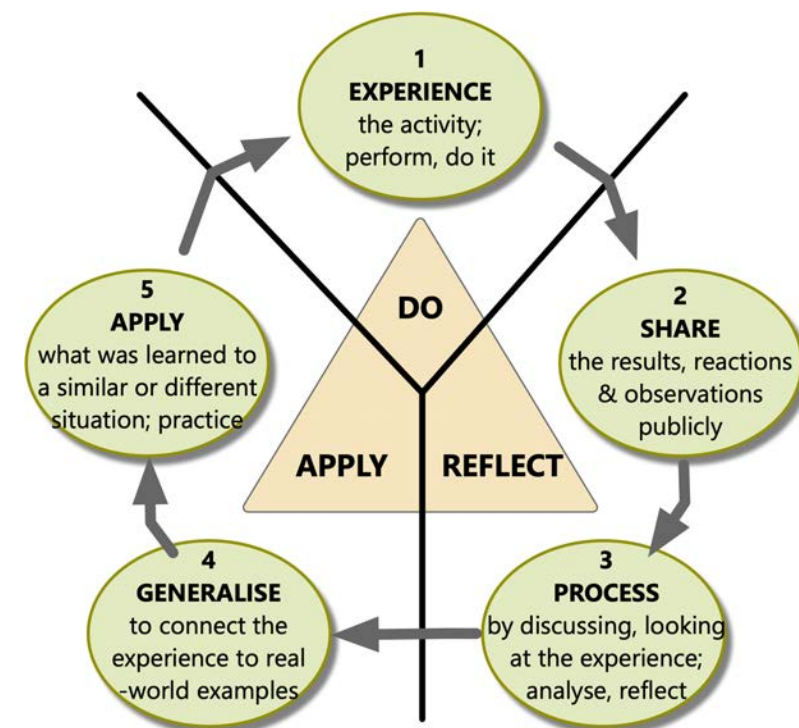 1
EXPERIENCE
the activity;
perform, do it
2
SHARE
the results, reactions
& observations
publicly
3
PROCESS
by discussing, looking
at the experience;
analyse, reflect
4
GENERALISE
to connect the
experience to real
-world examples
5
APPLY
what was learned to
a similar or different
situation; practice
DO
APPLY
REFLECT